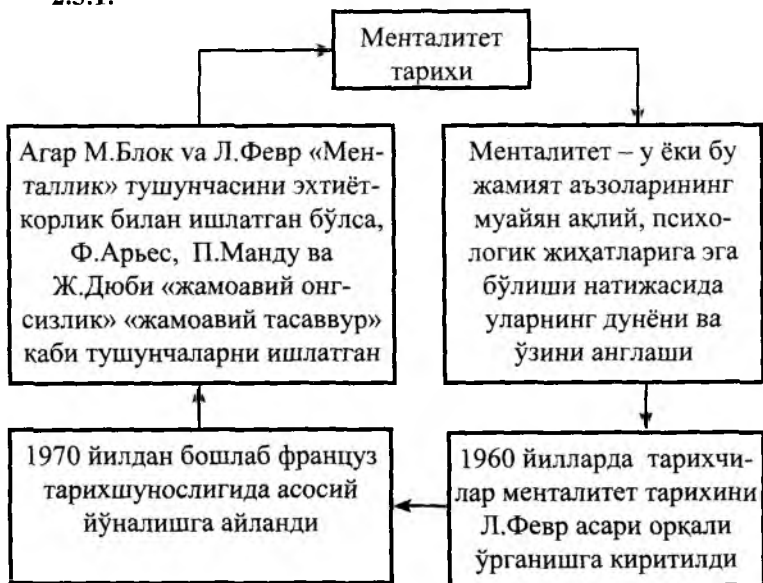 2.3.1.
Менталитет
тарихи
Агар М.Блок va Л.Февр «Мен-
таллик» тушунчасини эхтиёт-
корлик билан ишлатган бўлса,
Ф.Арьес, П.Манду ва
Ж.Дюби «жамоавий онг-
сизлик» «жамоавий тасаввур»
каби тушунчаларни ишлатган
Менталитет – у ёки бу
жамият аъзоларининг
муайян ақлий, психо-
логик жиҳатларига эга
бўлиши натижасида
уларнинг дунёни ва
ўзини англаши
1970 йилдан бошлаб француз
тарихшунослигида асосий
йўналишга айланди
1960 йилларда тарихчи-
лар менталитет тарихини
Л.Февр асари орқали
ўрганишга киритилди